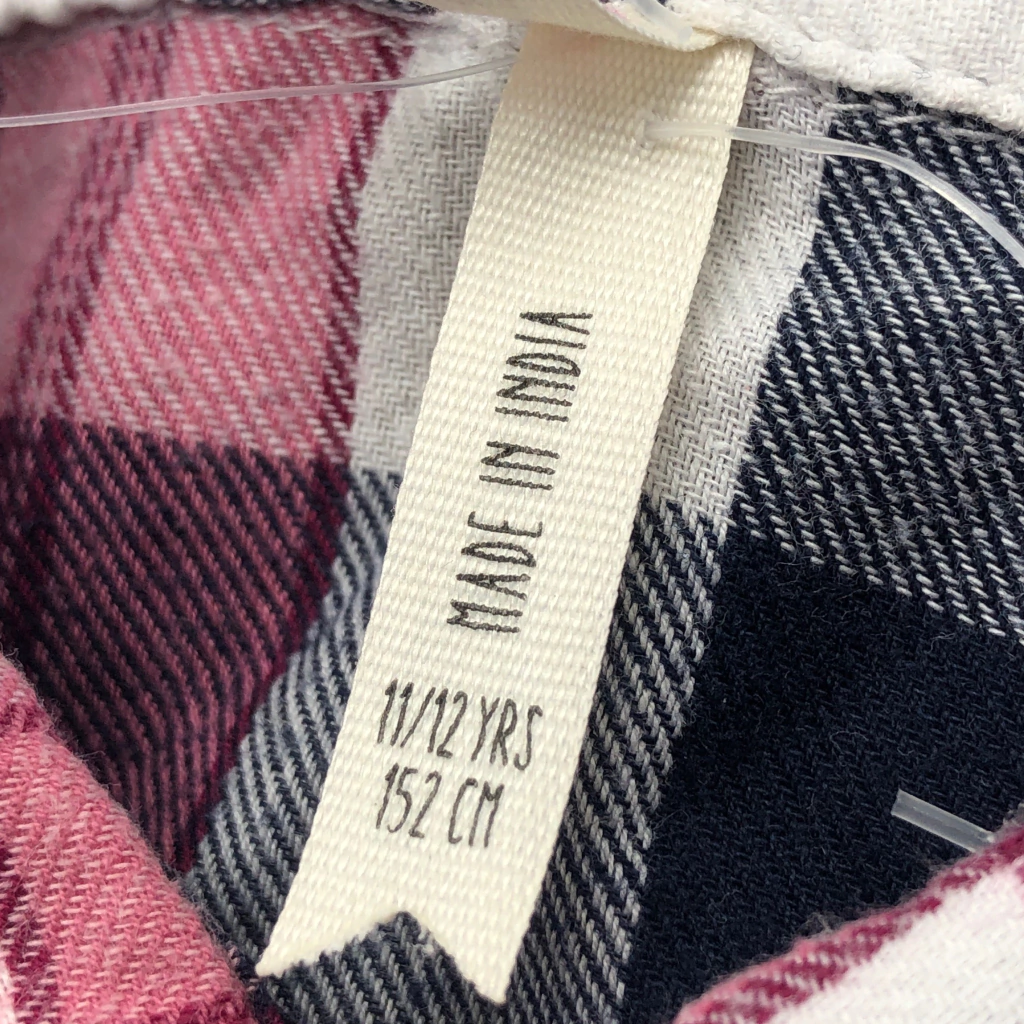 MADE IN INDIA
11/12 YRS
152 CM